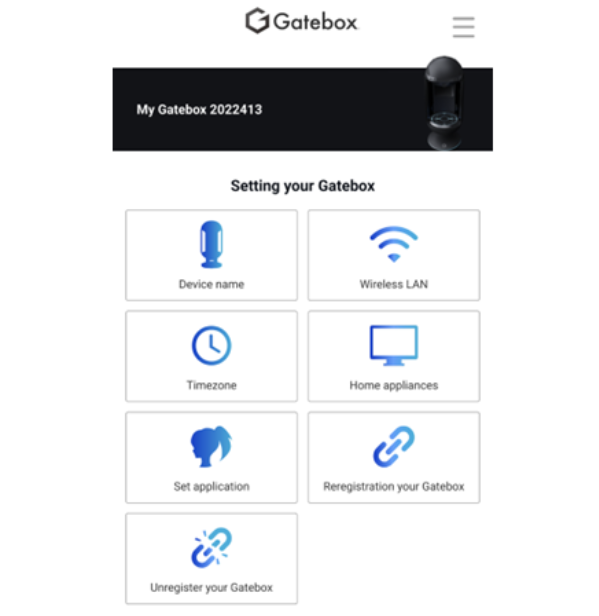 Gatebox
My Gatebox 2022413
Setting your Gatebox
Device name
Wireless LAN
Timezone
Home appliances
Set application
Reregistration your Gatebox
Unregister your Gatebox